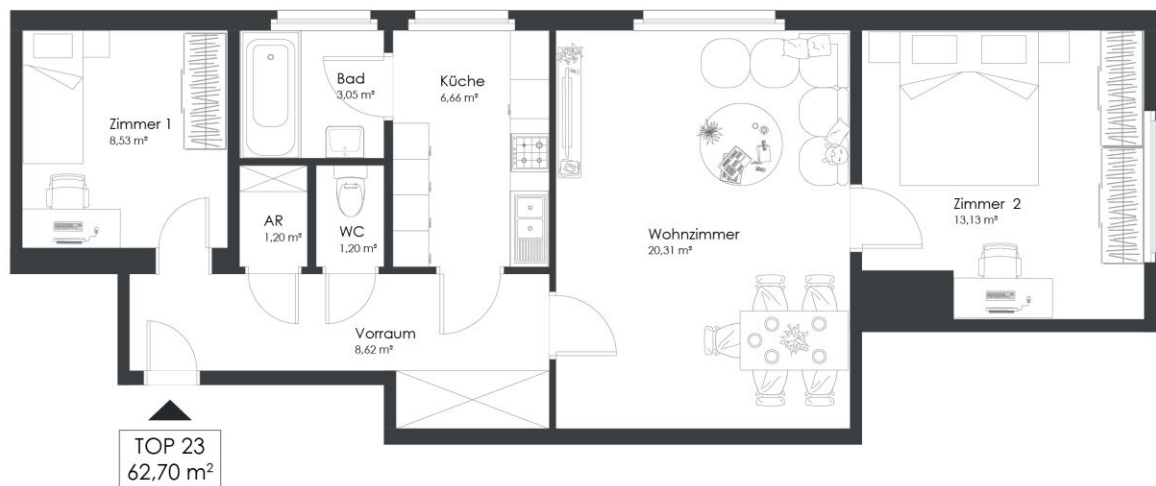 Zimmer 1
8,53 m²
Bad
3,05 m²
Küche
6,66 m²
AR
1,20 m²
WC
1,20 m²
Wohnzimmer
20,31 m²
Zimmer 2
13,13 m²
Vorraum
8,62 m²
TOP 23
62,70 m²